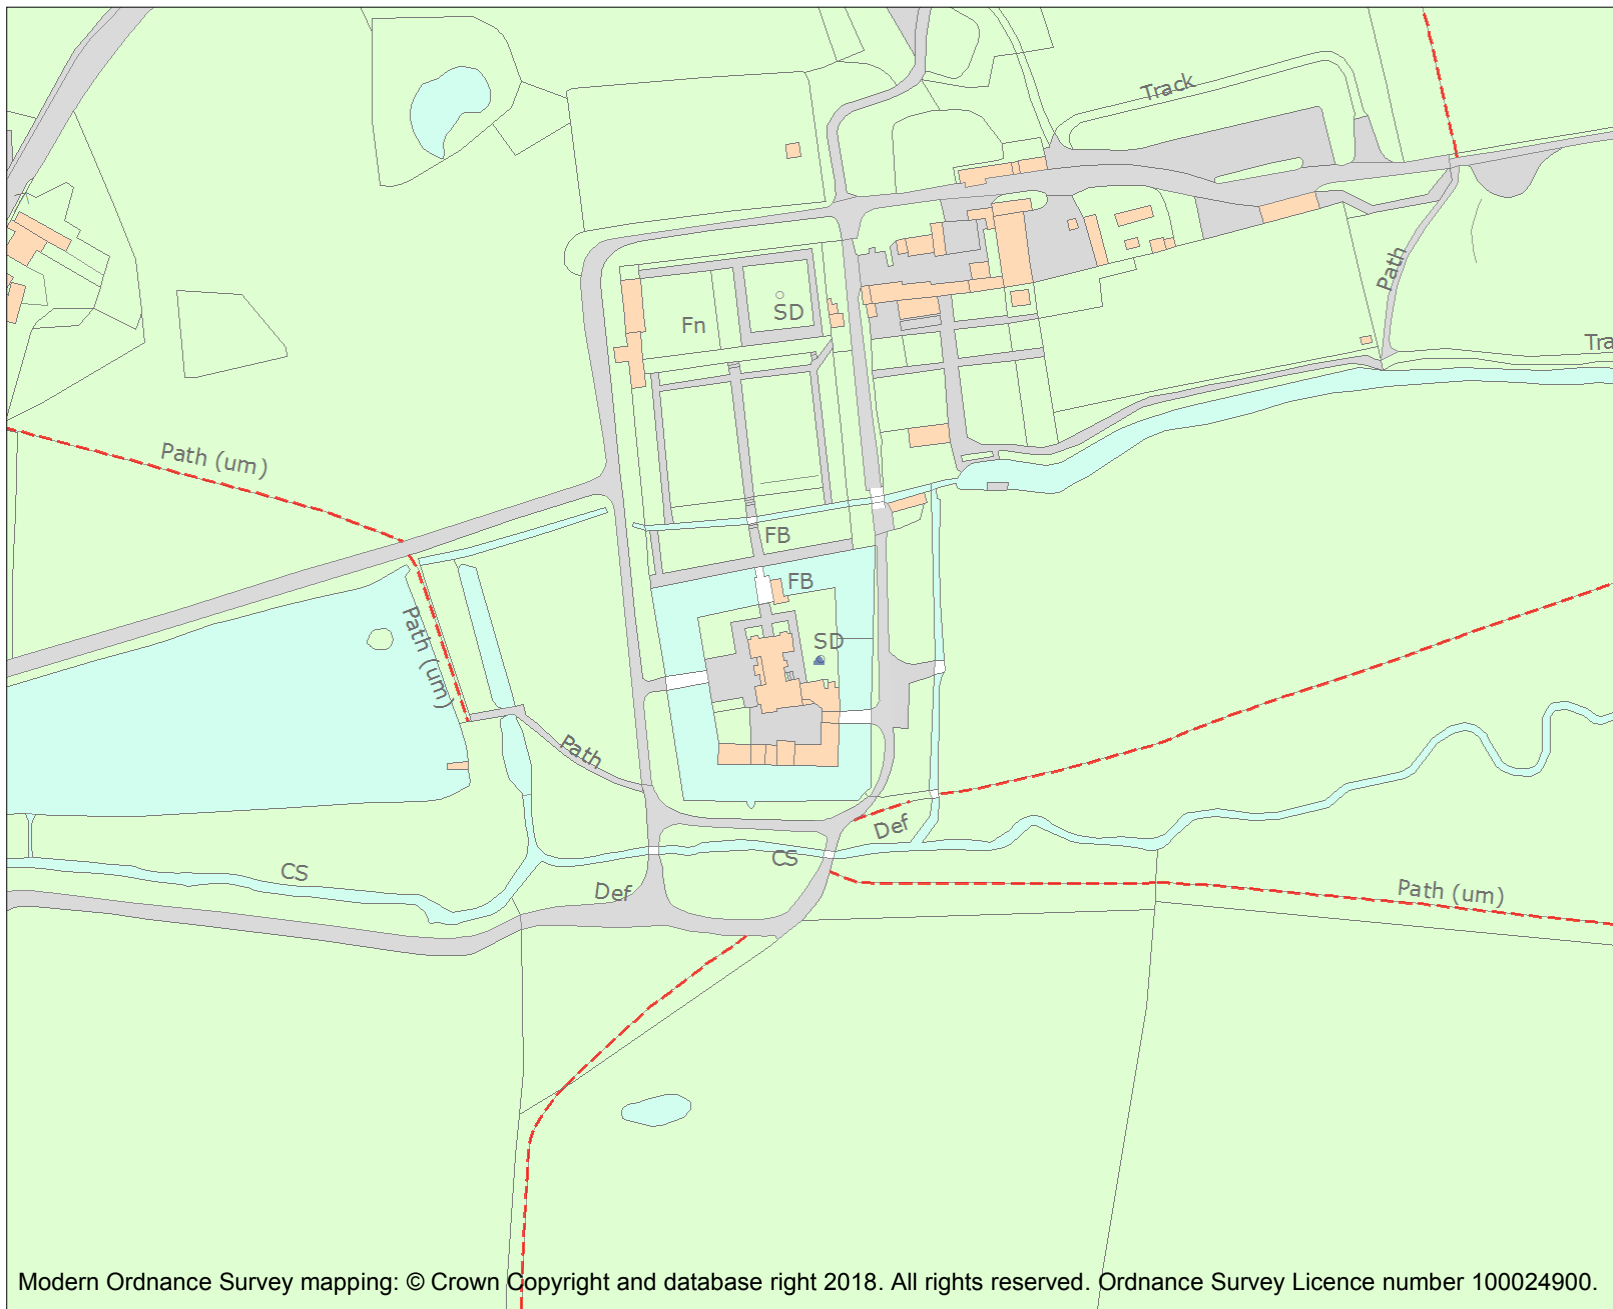 Track
Path
Fn
SD
Tra
Path (um)
FB
FB
Path (um)
SD
Path
Def
CS
CS
Def
Path (um)
Modern Ordnance Survey mapping: © Crown Copyright and database right 2018. All rights reserved. Ordnance Survey Licence number 100024900.